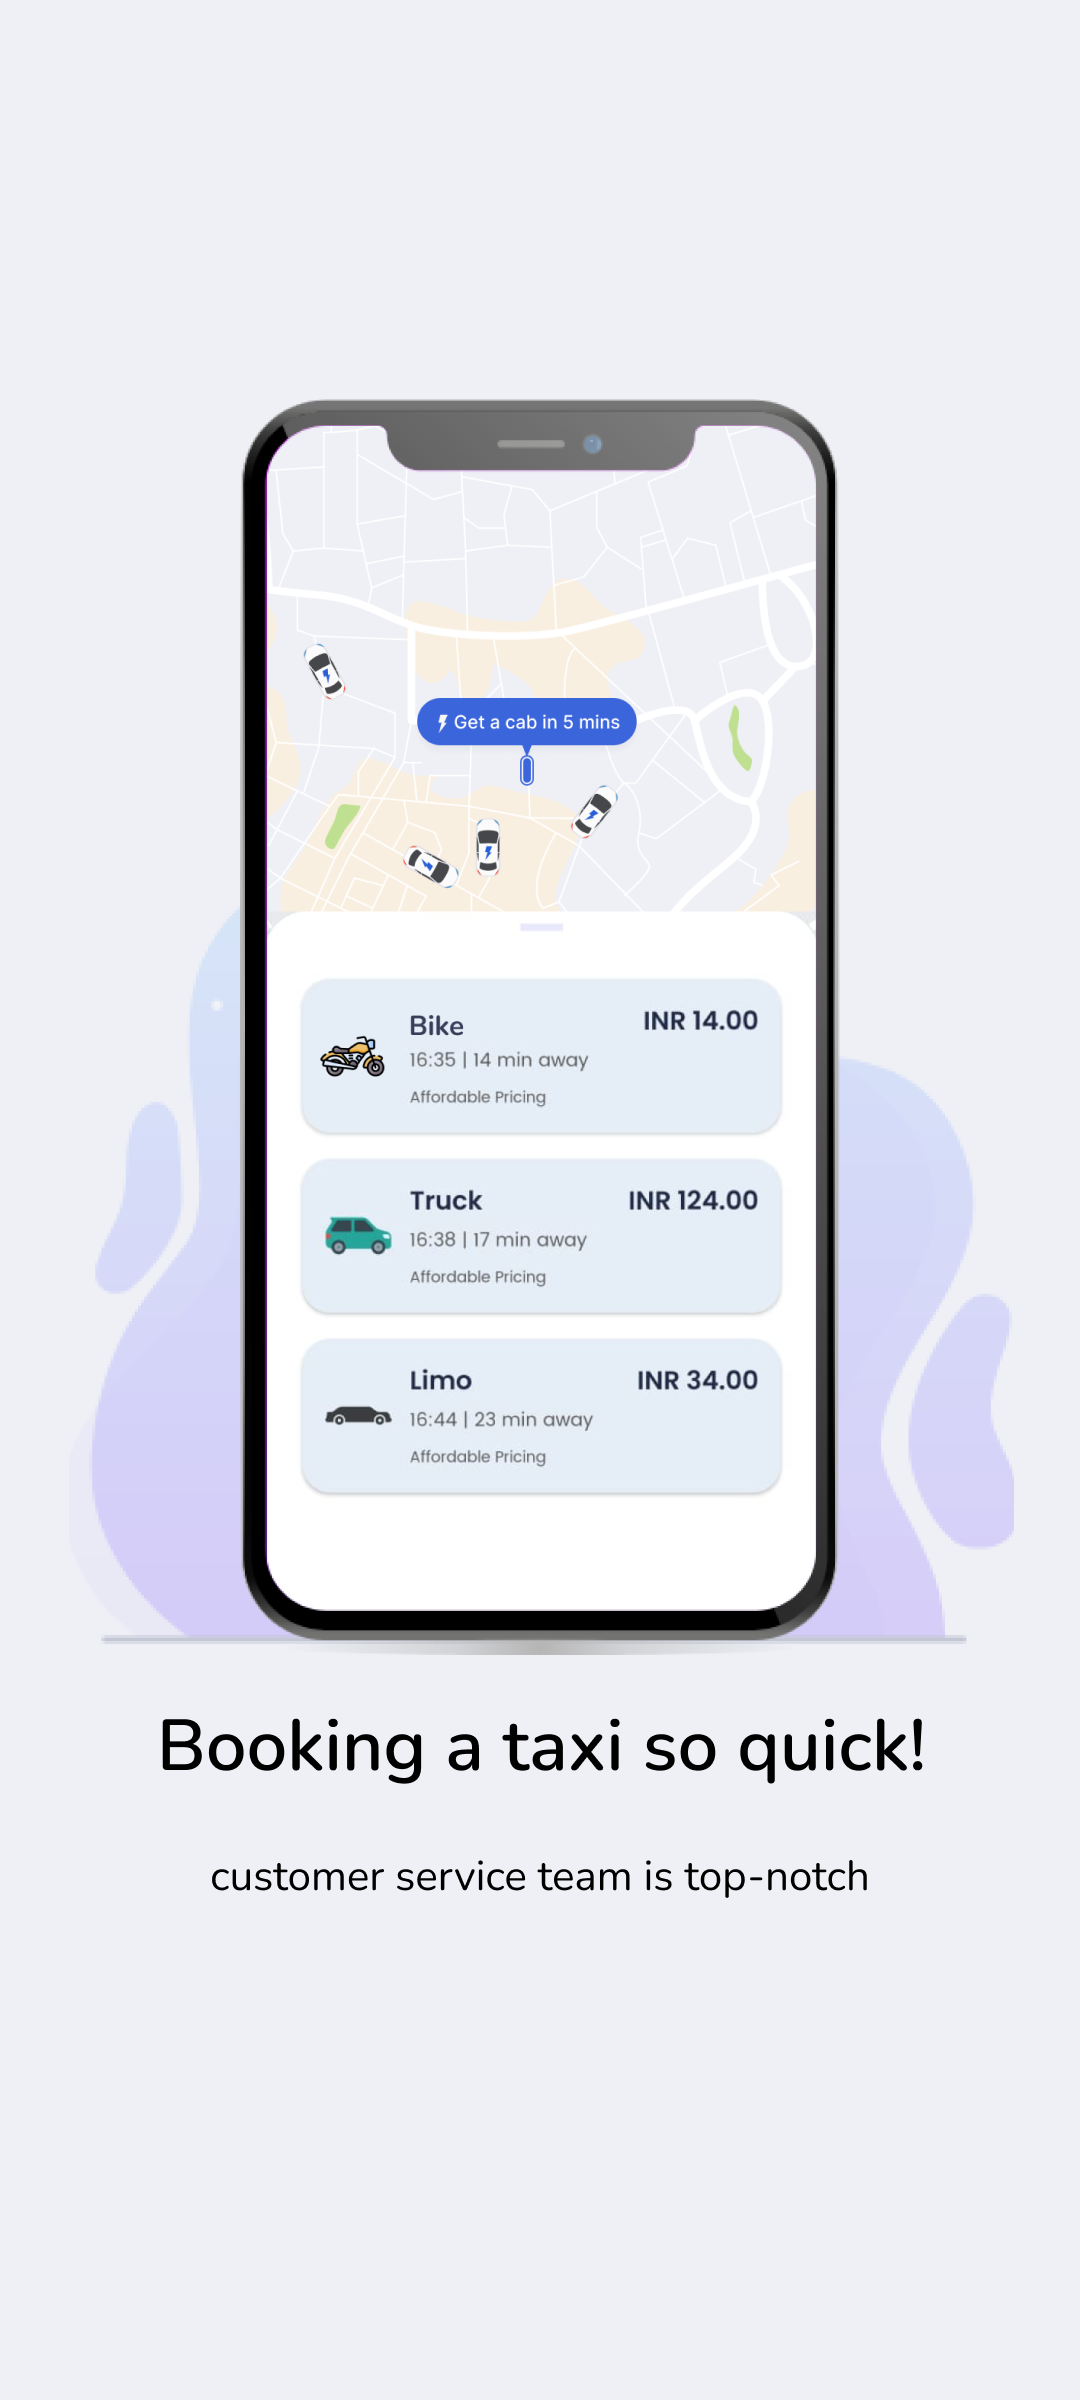 Get a cab in 5 mins
Bike
INR 14.00
16:35 | 14 min away
Affordable Pricing
Truck
INR 124.00
16:38 | 17 min away
Affordable Pricing
Limo
INR 34.00
16:44 | 23 min away
Affordable Pricing
Booking a taxi so quick!
customer service team is top-notch